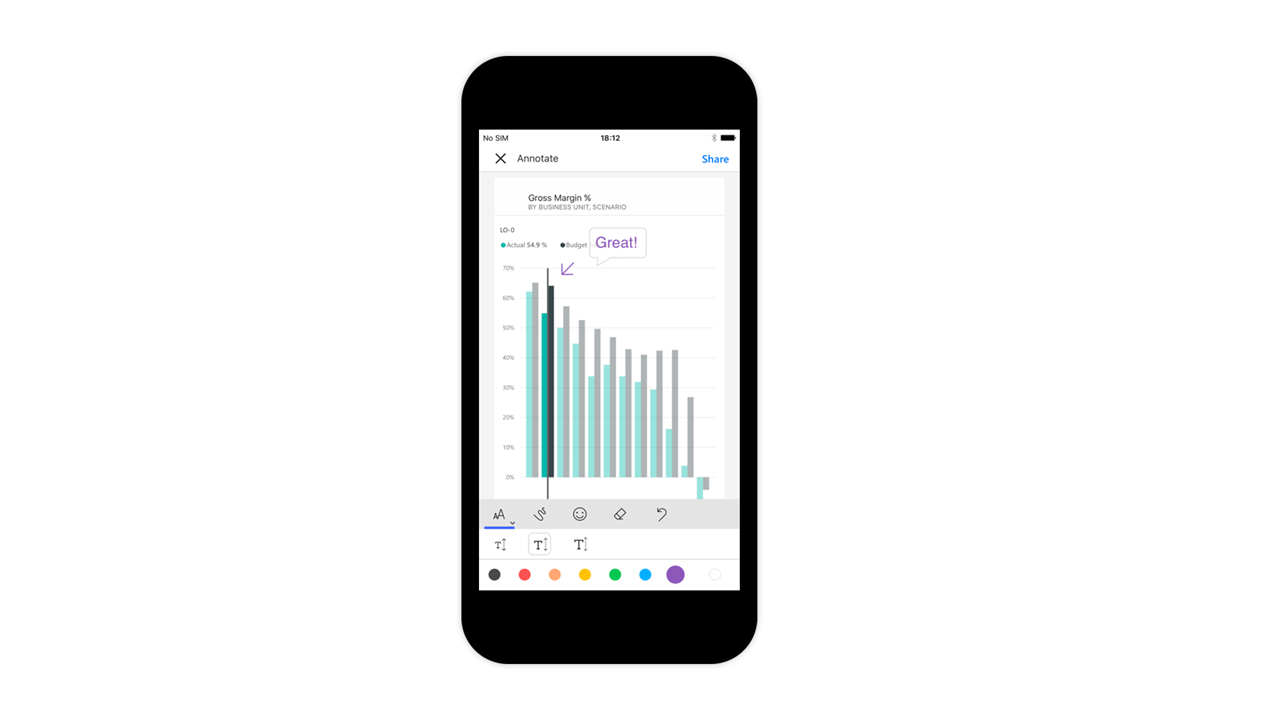 No SIM 18:12
Annotate Share
Gross Margin %
BY BUSINESS UNIT, SCENARIO
LO-0
Actual 54.9 % Budget
Great!
70%
60%
50%
40%
30%
20%
10%
0%
AA
T T T